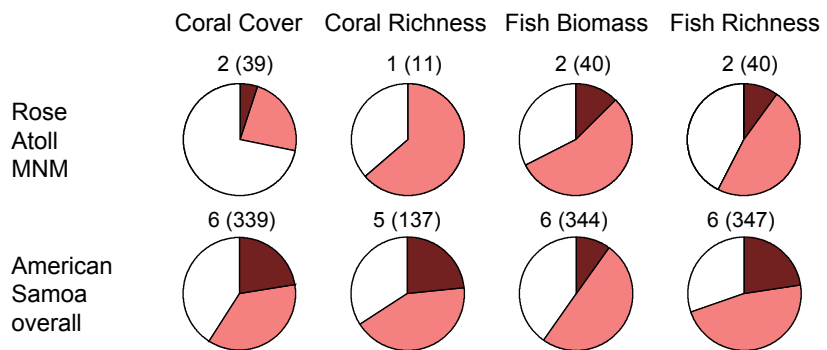 Coral Cover Coral Richness Fish Biomass Fish Richness
2 (39) 1 (11) 2 (40) 2 (40)
Rose
Atoll
MNM
6 (339) 5 (137) 6 (344) 6 (347)
American
Samoa
overall